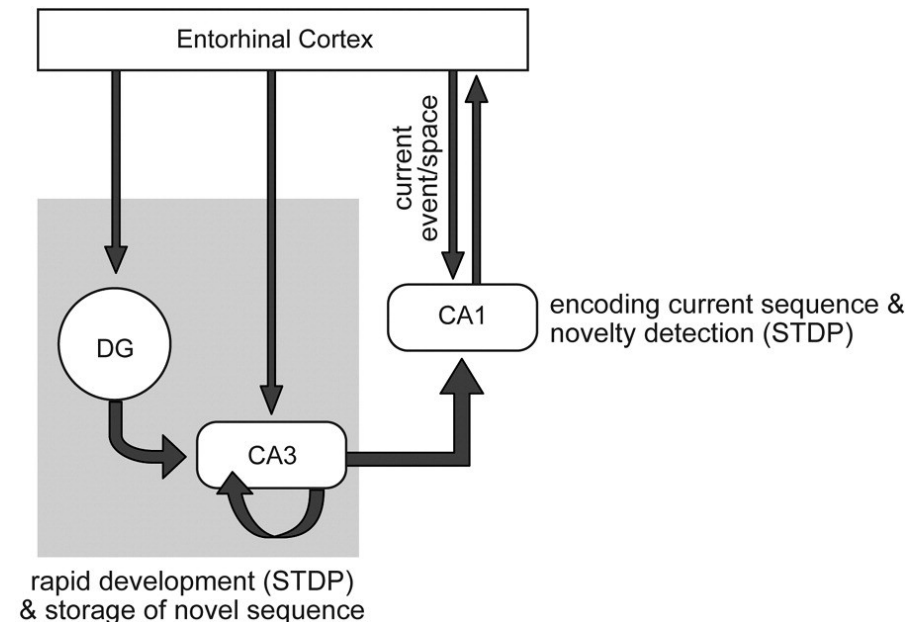 Entorhinal Cortex
current
event/space
CA1
encoding current sequence &
novelty detection (STDP)
DG
CA3
rapid development (STDP)
& storage of novel sequence